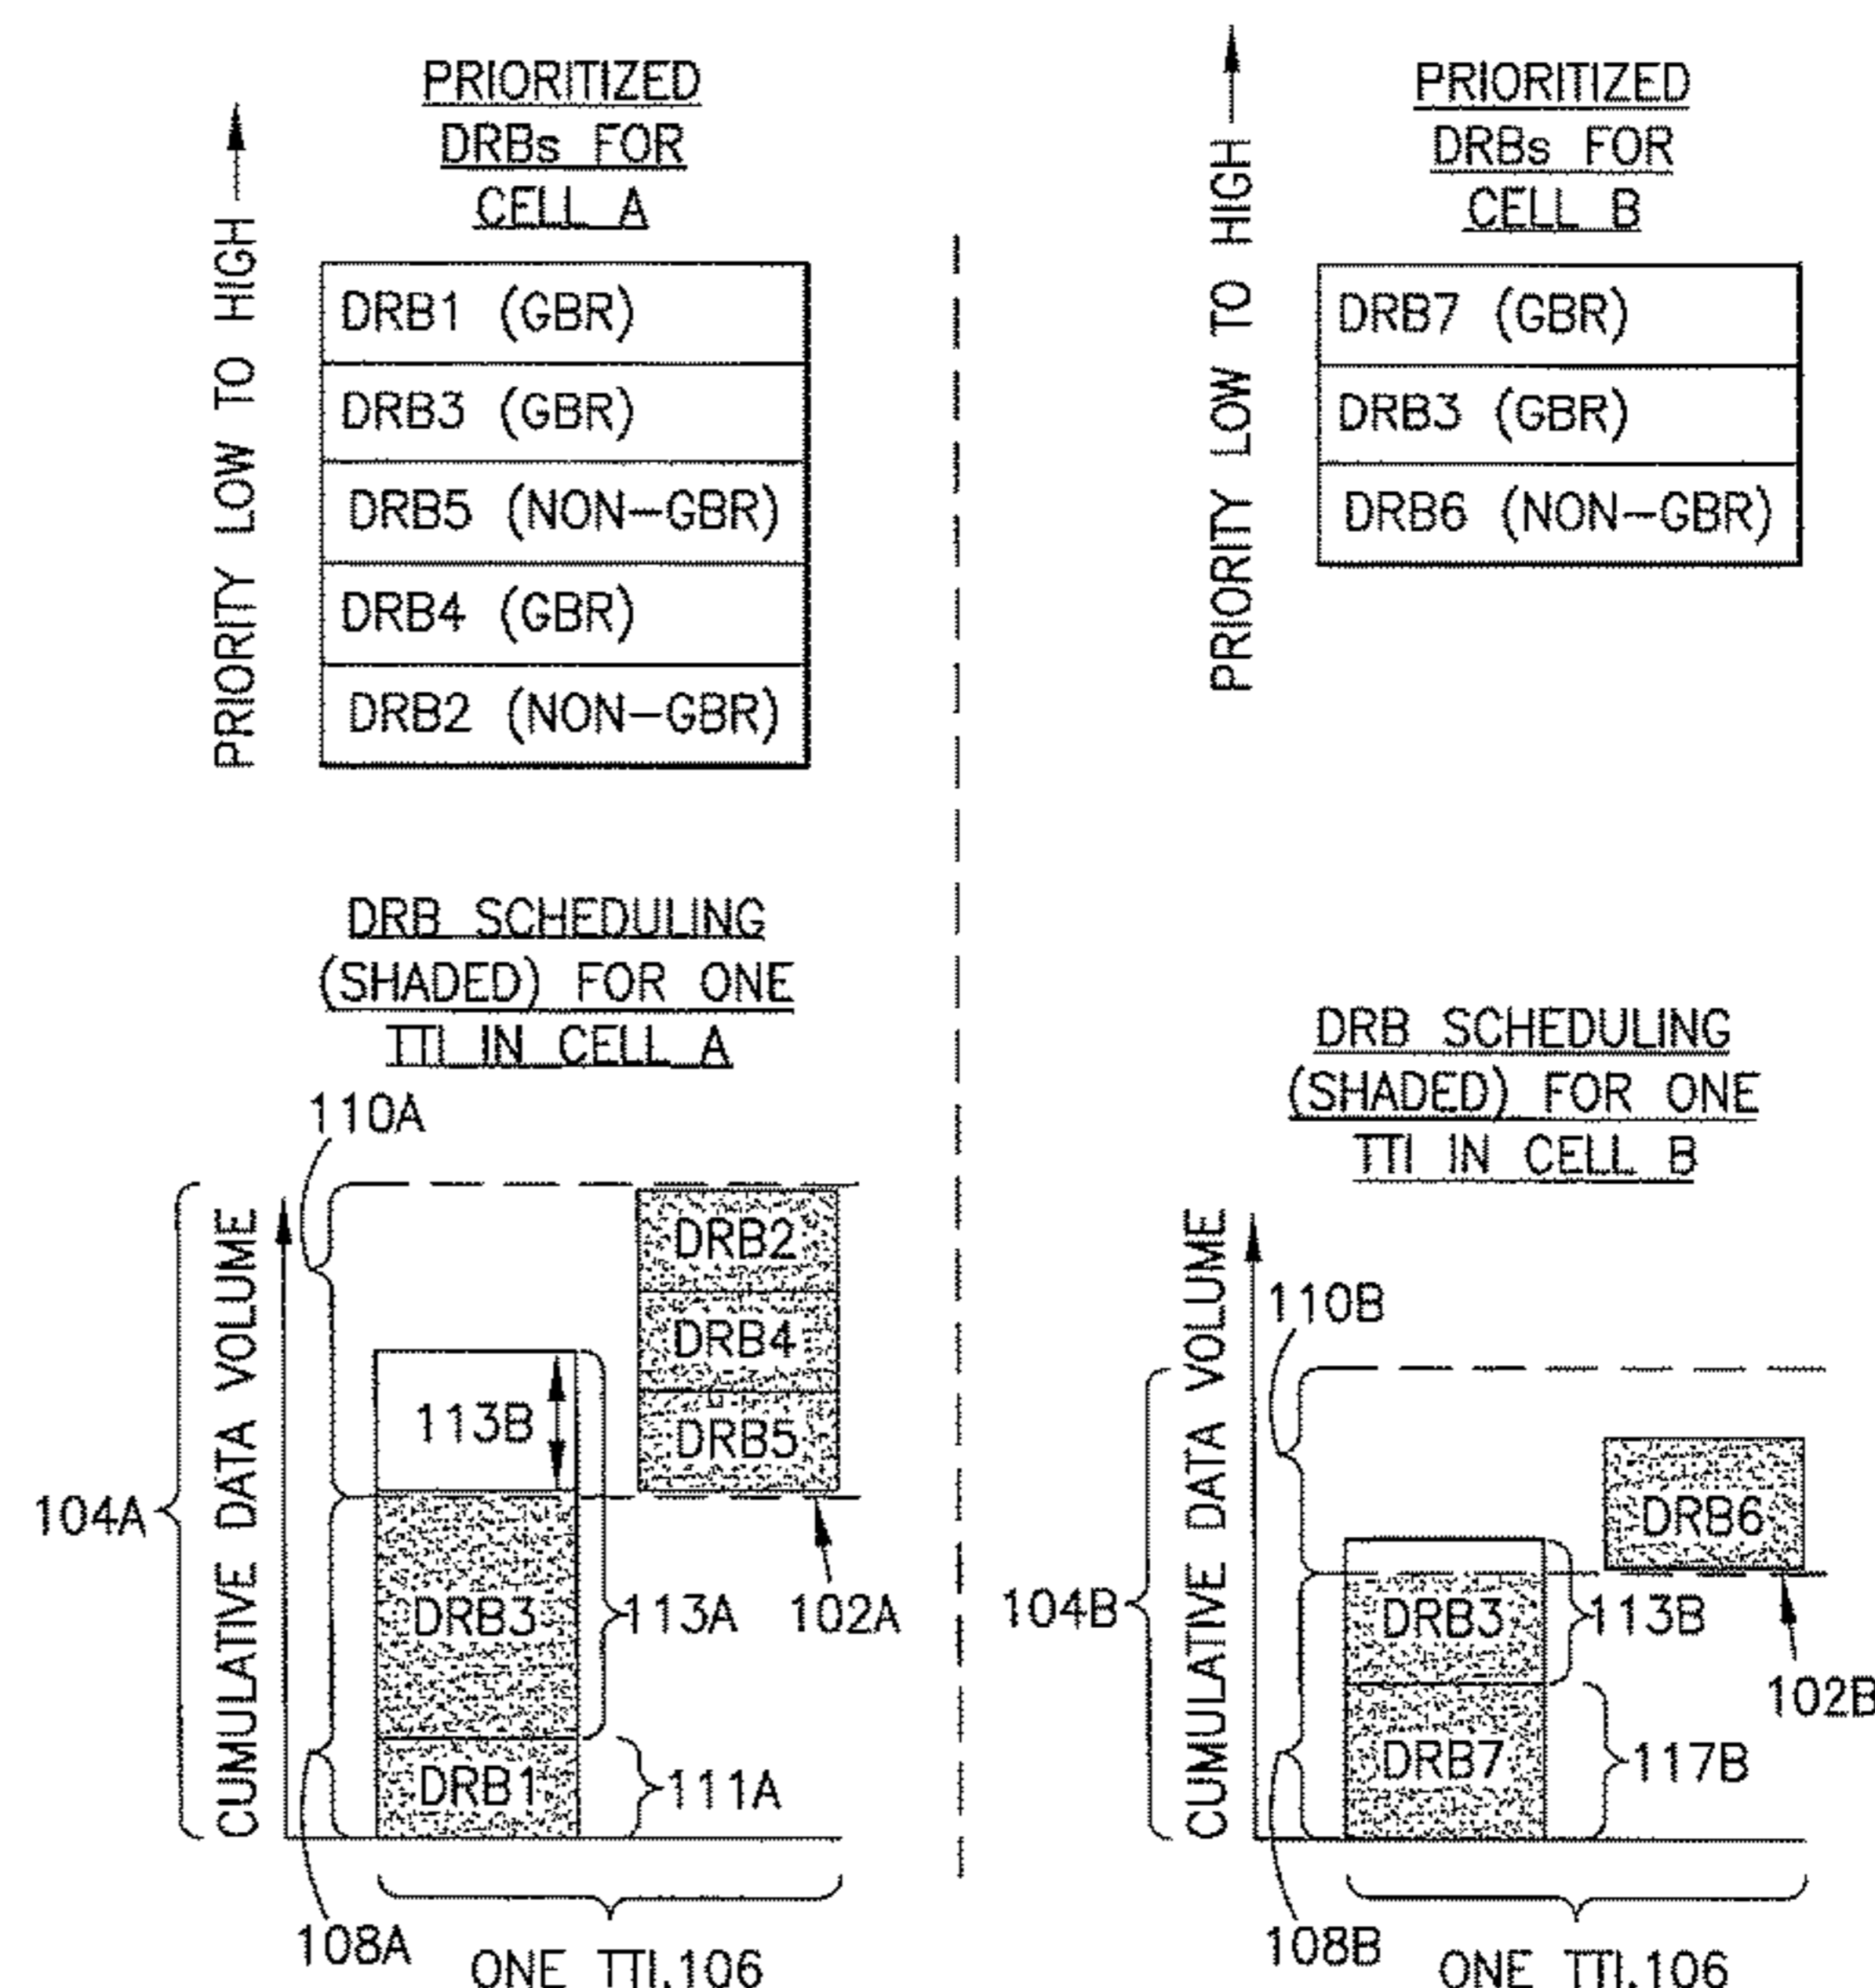 PRIORITIZED
DRBs FOR
CELL A
PRIORITY LOW TO HIGH
DRB1 (GBR)
DRB3 (GBR)
DRB5 (NON-GBR)
DRB4 (GBR)
DRB2 (NON-GBR)
DRB SCHEDULING
(SHADED) FOR ONE
TTI IN CELL A
110A
104A
CUMULATIVE DATA VOLUME
DRB2
DRB4
DRB5
113B
DRB3
113A
102A
DRB1
111A
108A
ONE TTI,106
PRIORITIZED
DRBs FOR
CELL B
PRIORITY LOW TO HIGH
DRB7 (GBR)
DRB3 (GBR)
DRB6 (NON-GBR)
DRB SCHEDULING
(SHADED) FOR ONE
TTI IN CELL B
110B
104B
CUMULATIVE DATA VOLUME
DRB6
DRB3
113B
102B
DRB7
117B
108B
ONE TTI,106